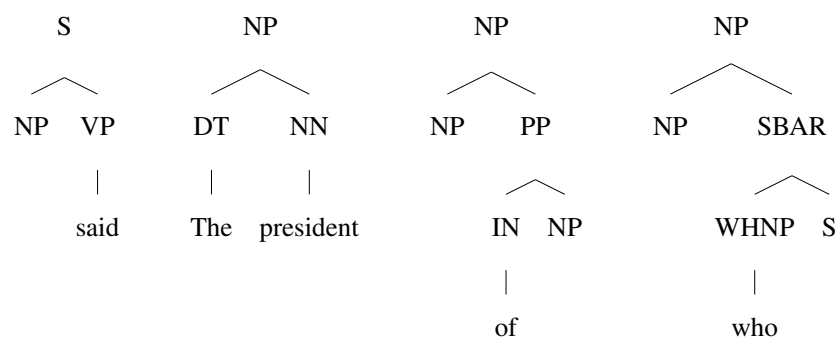 S NP NP NP
NP VP DT NN NP PP NP SBAR
said The president IN NP WHNP S
of who